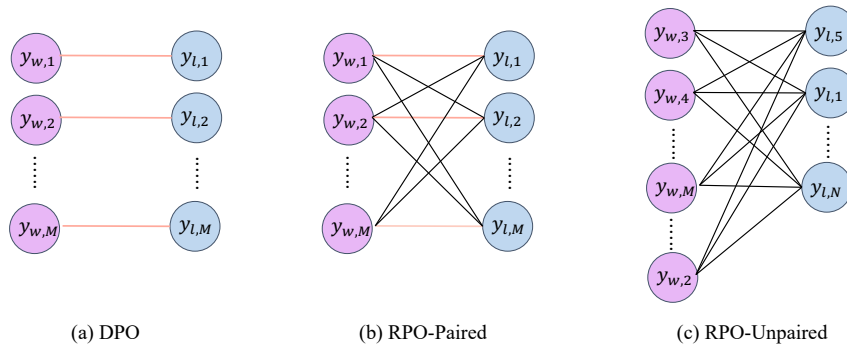 y_{w,1} y_{l,1}
y_{w,2} y_{l,2}
y_{w,M} y_{l,M}
(a) DPO
y_{w,1} y_{l,1}
y_{w,2} y_{l,2}
y_{w,M} y_{l,M}
(b) RPO-Paired
y_{w,3} y_{l,5}
y_{w,4} y_{l,1}
y_{w,M} y_{l,N}
y_{w,2}
(c) RPO-Unpaired